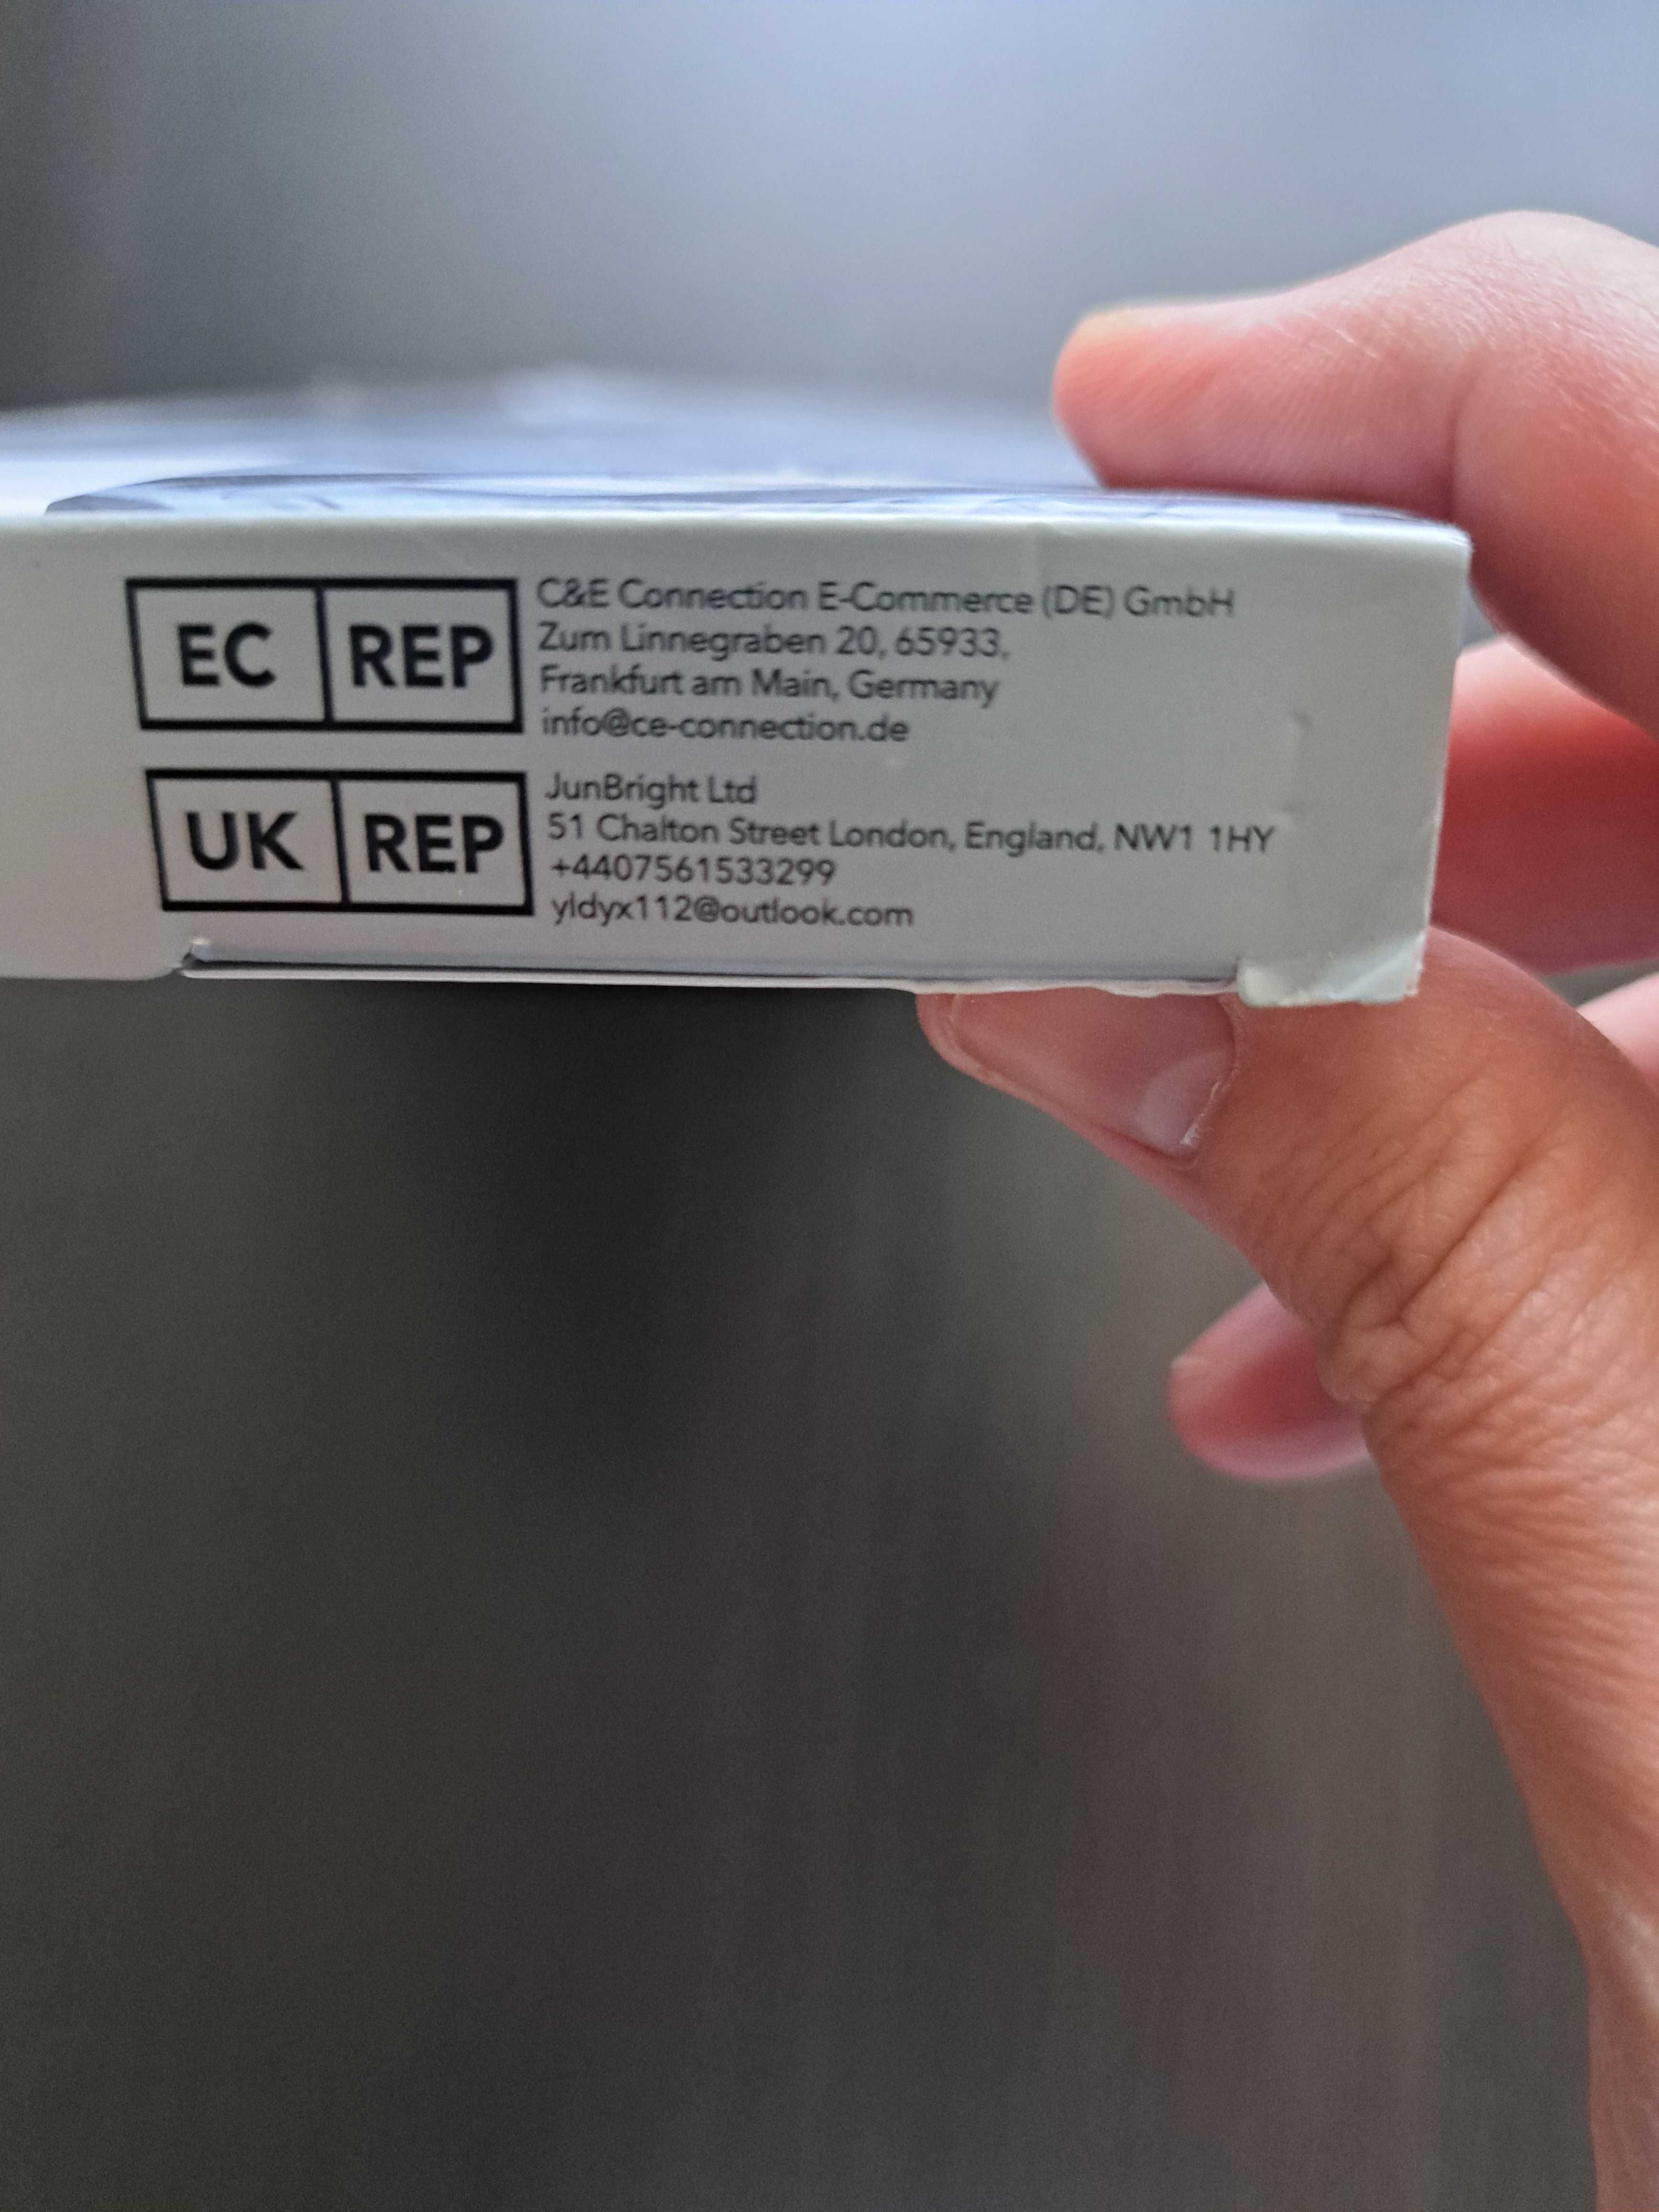 EC REP
C&E Connection E-Commerce (DE) GmbH
Zum Linnegraben 20, 65933,
Frankfurt am Main, Germany
info@ce-connection.de
UK REP
JunBright Ltd
51 Chalton Street London, England, NW1 1HY
+4407561533299
yldyx112@outlook.com